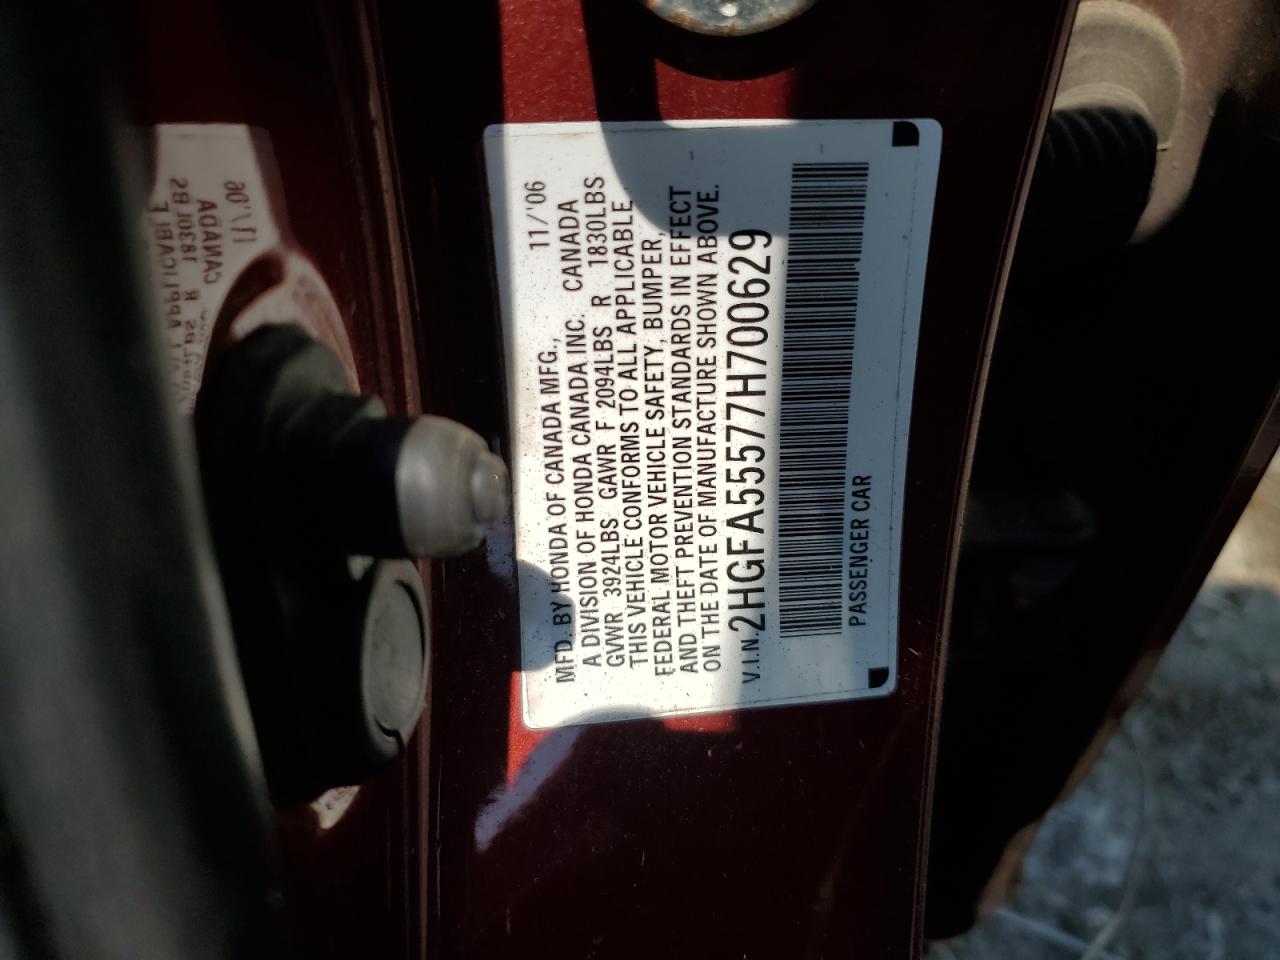 MFD. BY HONDA OF CANADA MFG., 11/'06
A DIVISION OF HONDA CANADA INC. CANADA
GVWR 3924LBS GAWR F 2094LBS R 1830LBS
THIS VEHICLE CONFORMS TO ALL APPLICABLE
FEDERAL MOTOR VEHICLE SAFETY, BUMPER,
AND THEFT PREVENTION STANDARDS IN EFFECT
ON THE DATE OF MANUFACTURE SHOWN ABOVE.
V.I.N. 2HGFA55577H700629
PASSENGER CAR